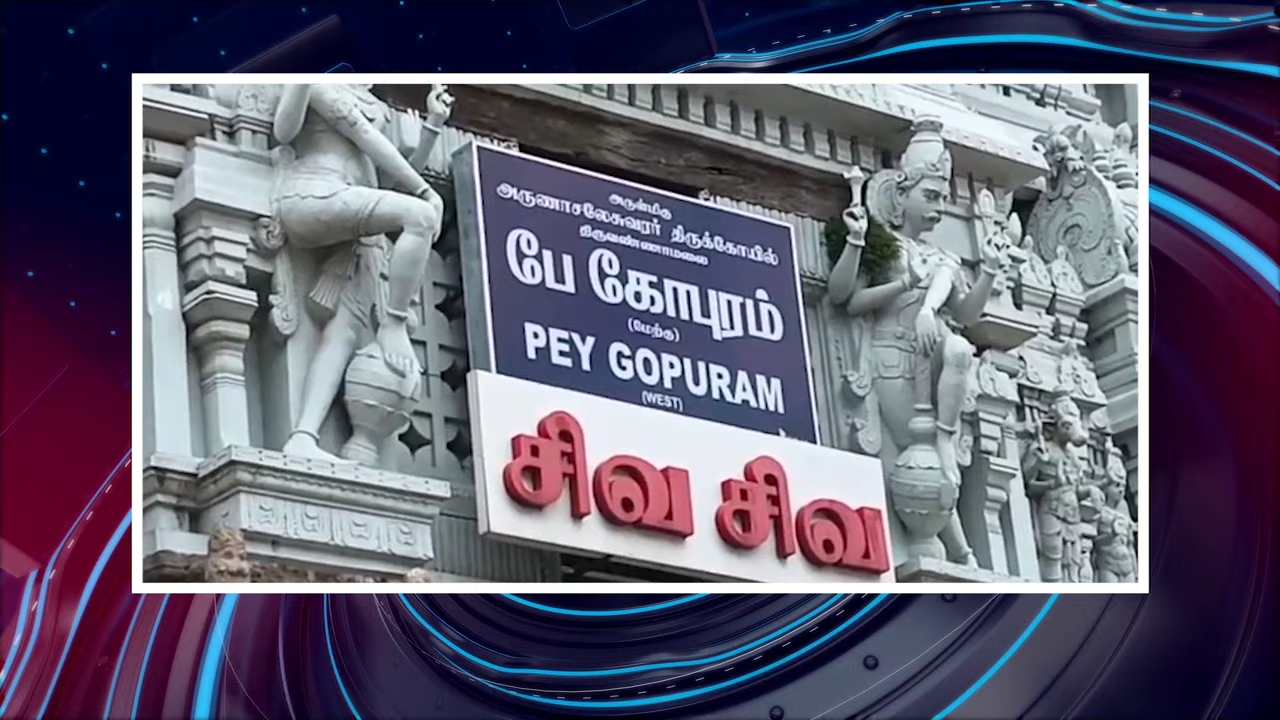 அருள்மிகு
அருணாசலேசுவரர் திருக்கோயில்
திருவண்ணாமலை
பே கோபுரம்
(மேற்கு)
PEY GOPURAM
(WEST)
சிவ சிவ